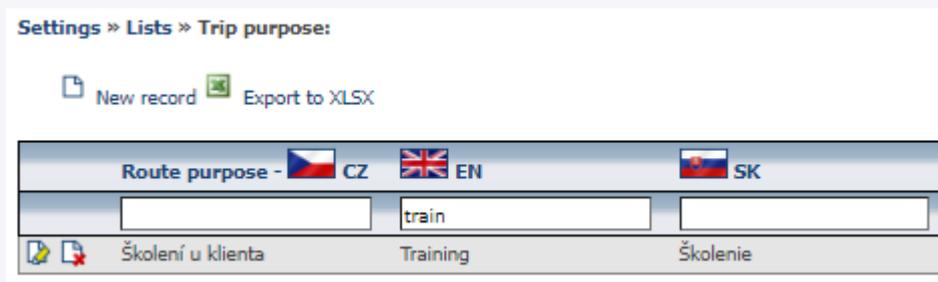 Settings » Lists » Trip purpose:
New record Export to XLSX
Route purpose - CZ EN SK
train
Školení u klienta Training Školenie